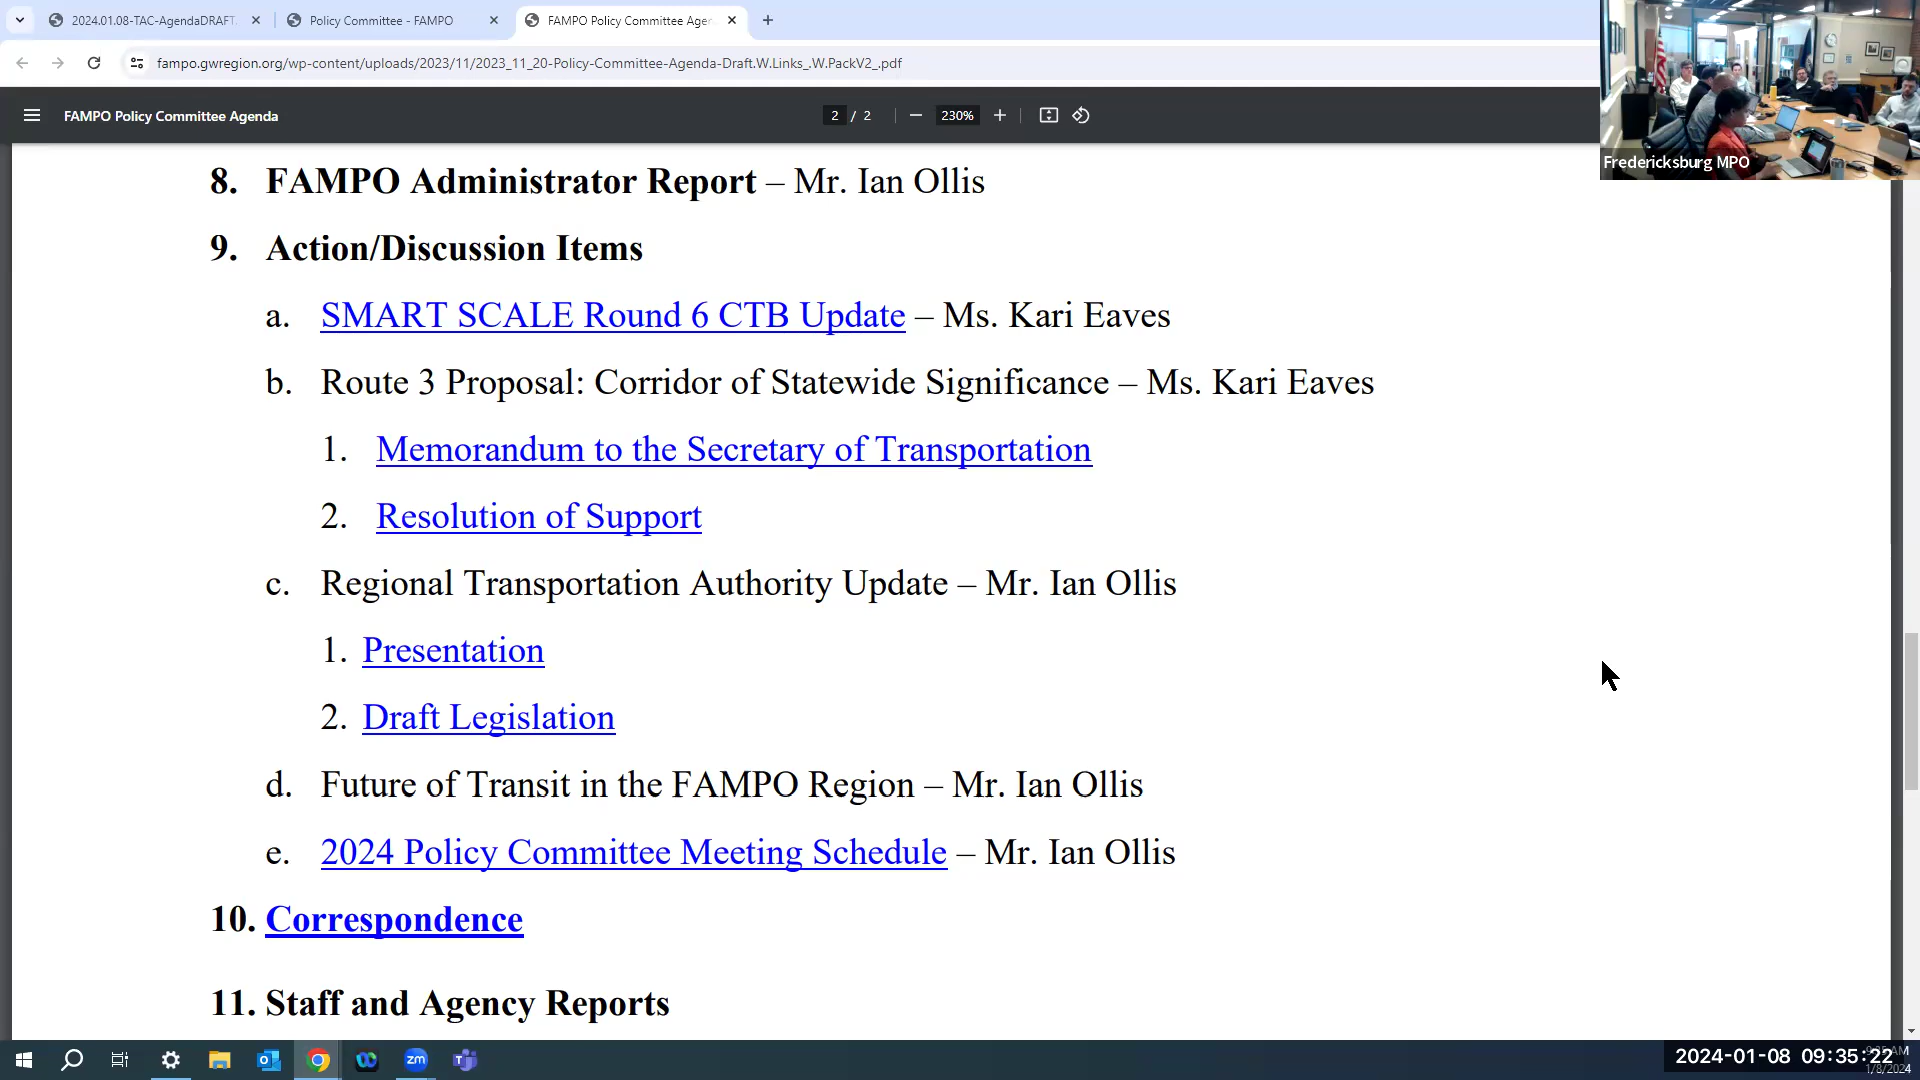 2024.01.08-TAC-AgendaDRAFT
Policy Committee - FAMPO
FAMPO Policy Committee Agen
fampo.gwregion.org/wp-content/uploads/2023/11/2023_11_20-Policy-Committee-Agenda-Draft.W.Links_.W.PackV2_.pdf
FAMPO Policy Committee Agenda
2 / 2
230%
Fredericksburg MPO
8. FAMPO Administrator Report – Mr. Ian Ollis
9. Action/Discussion Items
a. SMART SCALE Round 6 CTB Update – Ms. Kari Eaves
b. Route 3 Proposal: Corridor of Statewide Significance – Ms. Kari Eaves
1. Memorandum to the Secretary of Transportation
2. Resolution of Support
c. Regional Transportation Authority Update – Mr. Ian Ollis
1. Presentation
2. Draft Legislation
d. Future of Transit in the FAMPO Region – Mr. Ian Ollis
e. 2024 Policy Committee Meeting Schedule – Mr. Ian Ollis
10. Correspondence
11. Staff and Agency Reports
zm
2024-01-08 09:35:22
9:35 AM
1/8/2024